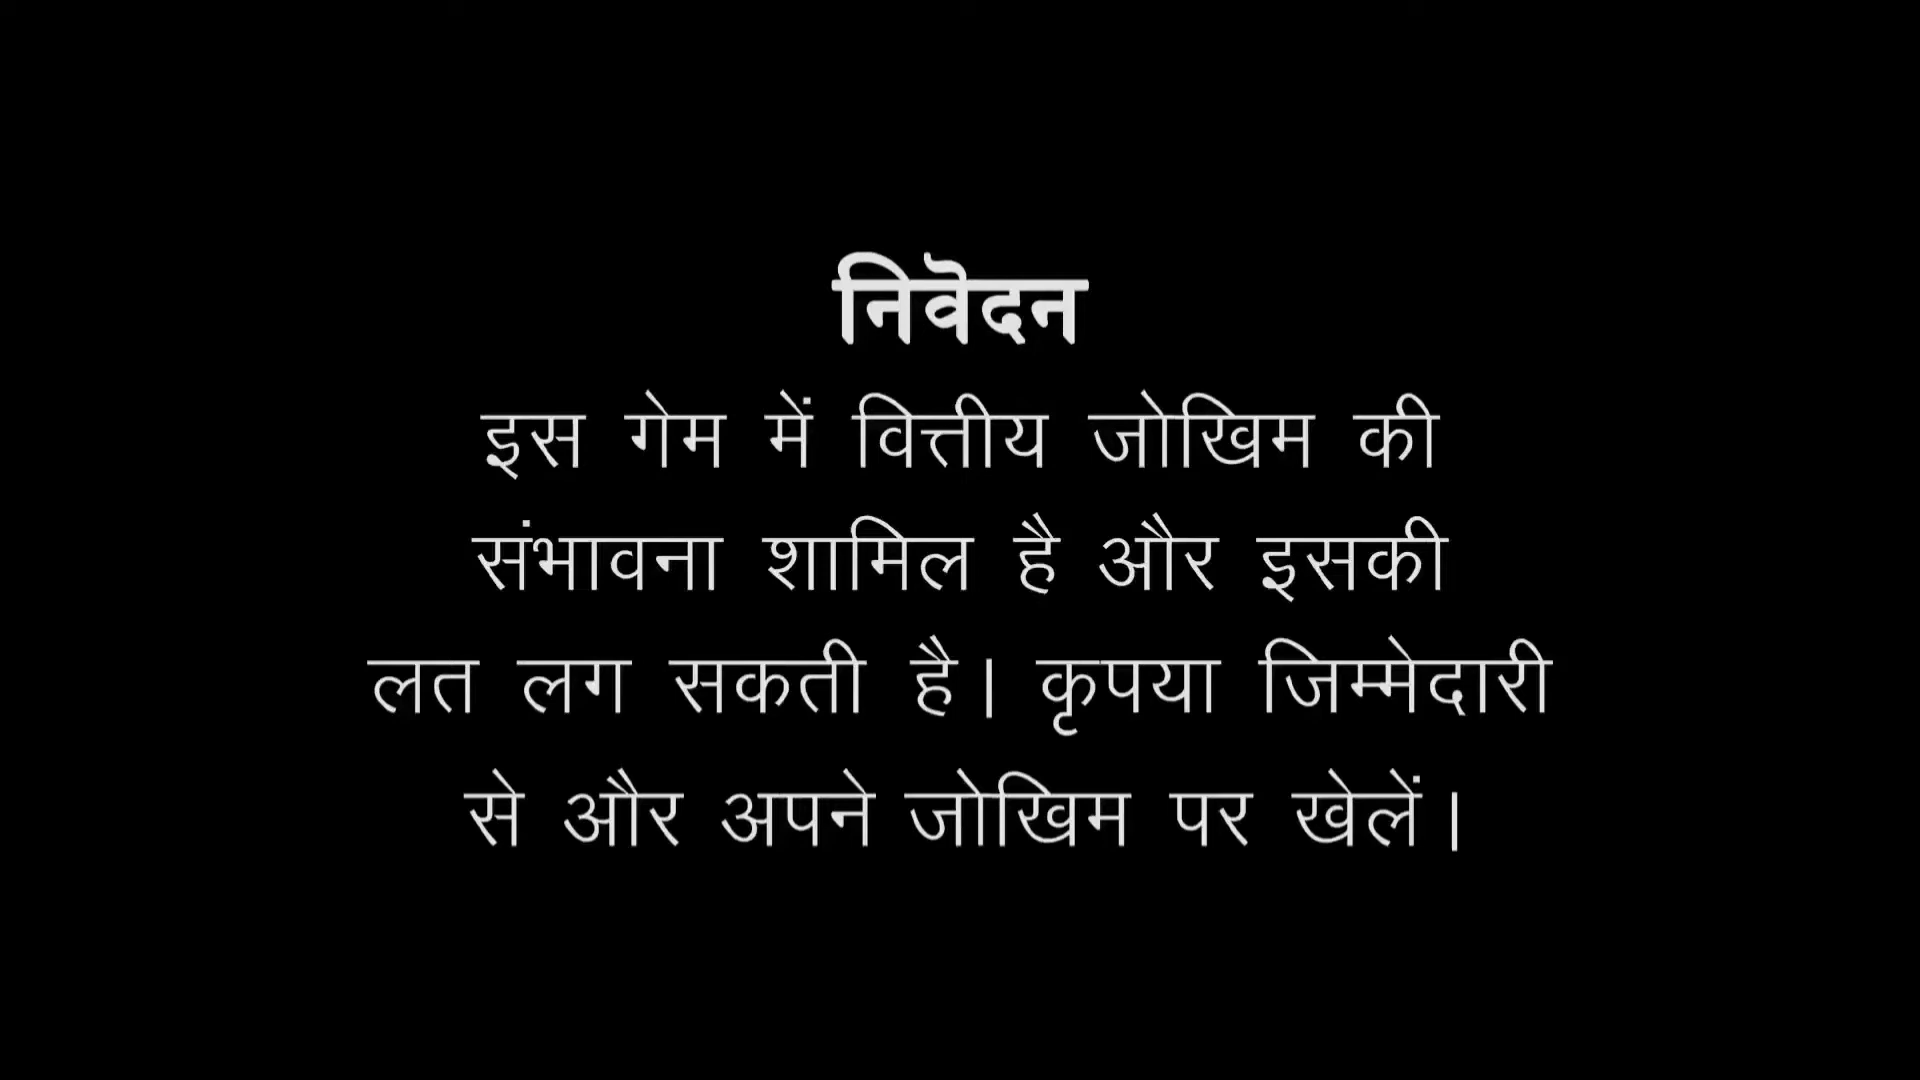 निवॆदन
इस गेम में वित्तीय जोखिम की
संभावना शामिल है और इसकी
लत लग सकती है। कृपया जिम्मेदारी
से और अपने जोखिम पर खेलें।